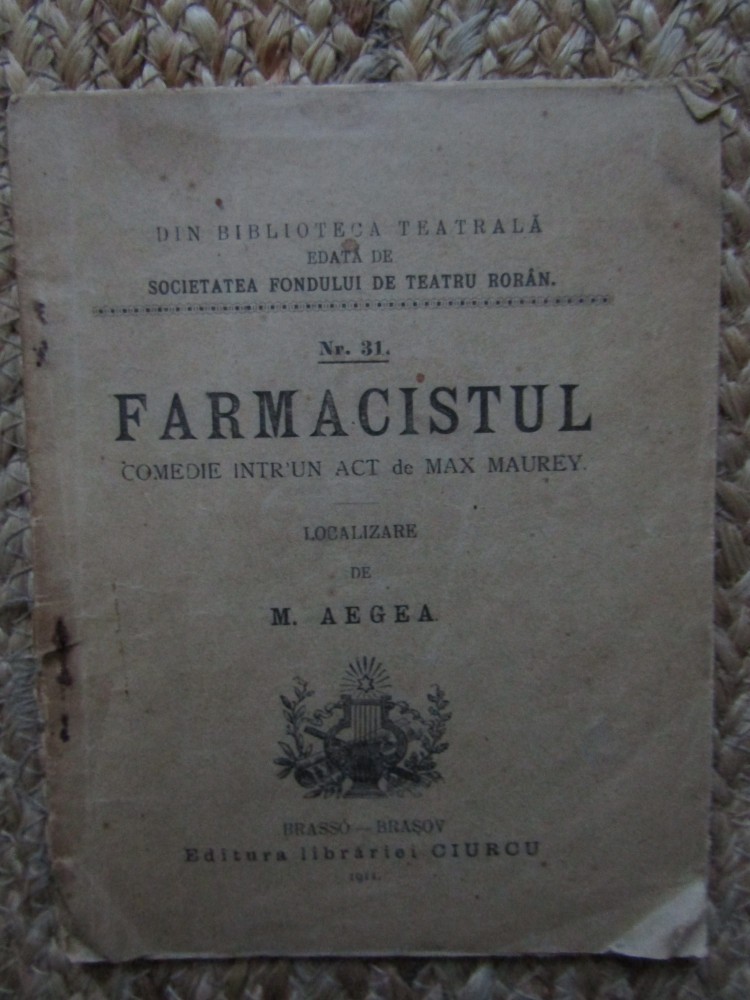 DIN BIBLIOTECA TEATRALĂ
EDATĂ DE
SOCIETATEA FONDULUI DE TEATRU RORÂN.
Nr. 31.
FARMACISTUL
COMEDIE INTR'UN ACT de MAX MAUREY.
LOCALIZARE
DE
M. AEGEA
BRASSÓ — BRAȘOV
Editura librăriei CIURCU
1911.